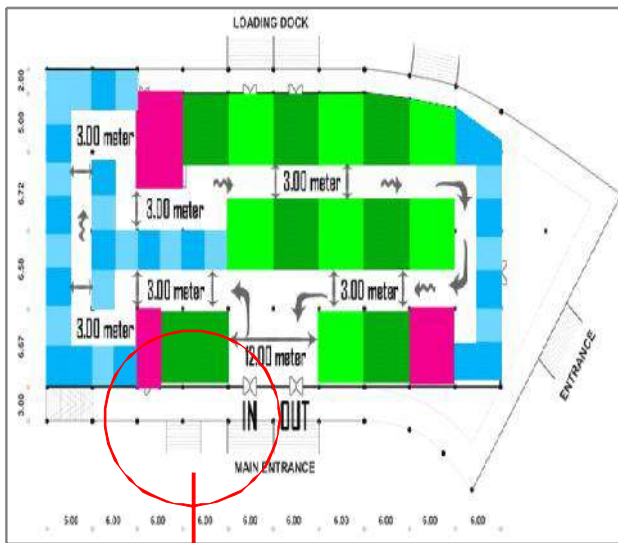 LOADING DOCK
2.00
5.00
3.00 meter
3.00 meter
6.72
3.00 meter
6.50
3.00 meter
3.00 meter
3.00 meter
6.67
12.00 meter
3.00
IN OUT
MAIN ENTRANCE
ENTRANCE
5.00 6.00 6.00 6.00 6.00 6.00 6.00 6.00 6.00 6.00